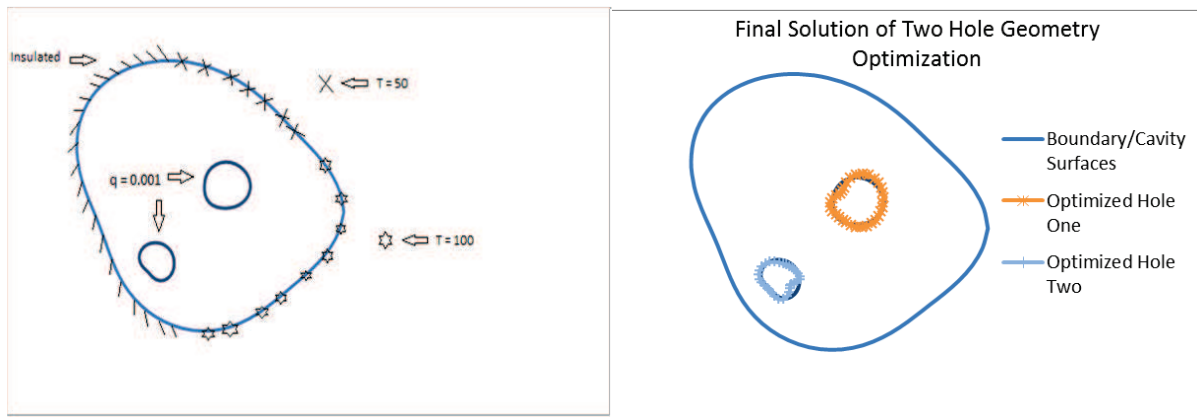 Insulated
T = 50
q = 0.001
T = 100
Final Solution of Two Hole Geometry
Optimization
Boundary/Cavity
Surfaces
Optimized Hole
One
Optimized Hole
Two